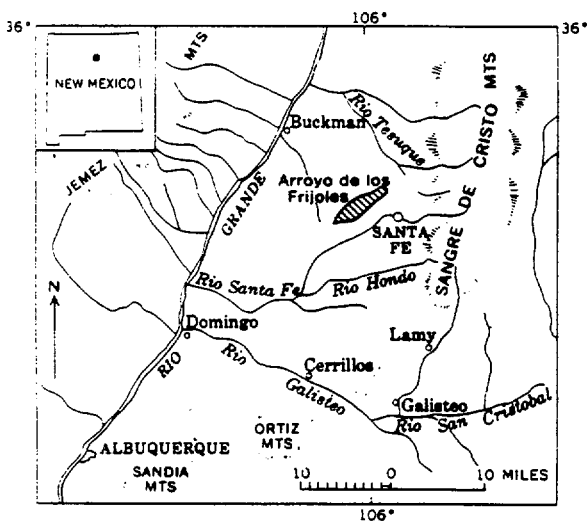 106°
36°
36°
NEW MEXICO
MTS
JEMEZ
Buckman
Rio Tesuque
Arroyo de los
Frijoles
SANGRE DE CRISTO MTS
SANTA
FE
RIO GRANDE
Rio Santa Fe
Rio Hondo
N
Domingo
Lamy
Rio Galisteo
Cerrillos
Galisteo
Rio San Cristobal
ORTIZ
MTS.
ALBUQUERQUE
SANDIA
MTS
10 0 10 MILES
106°